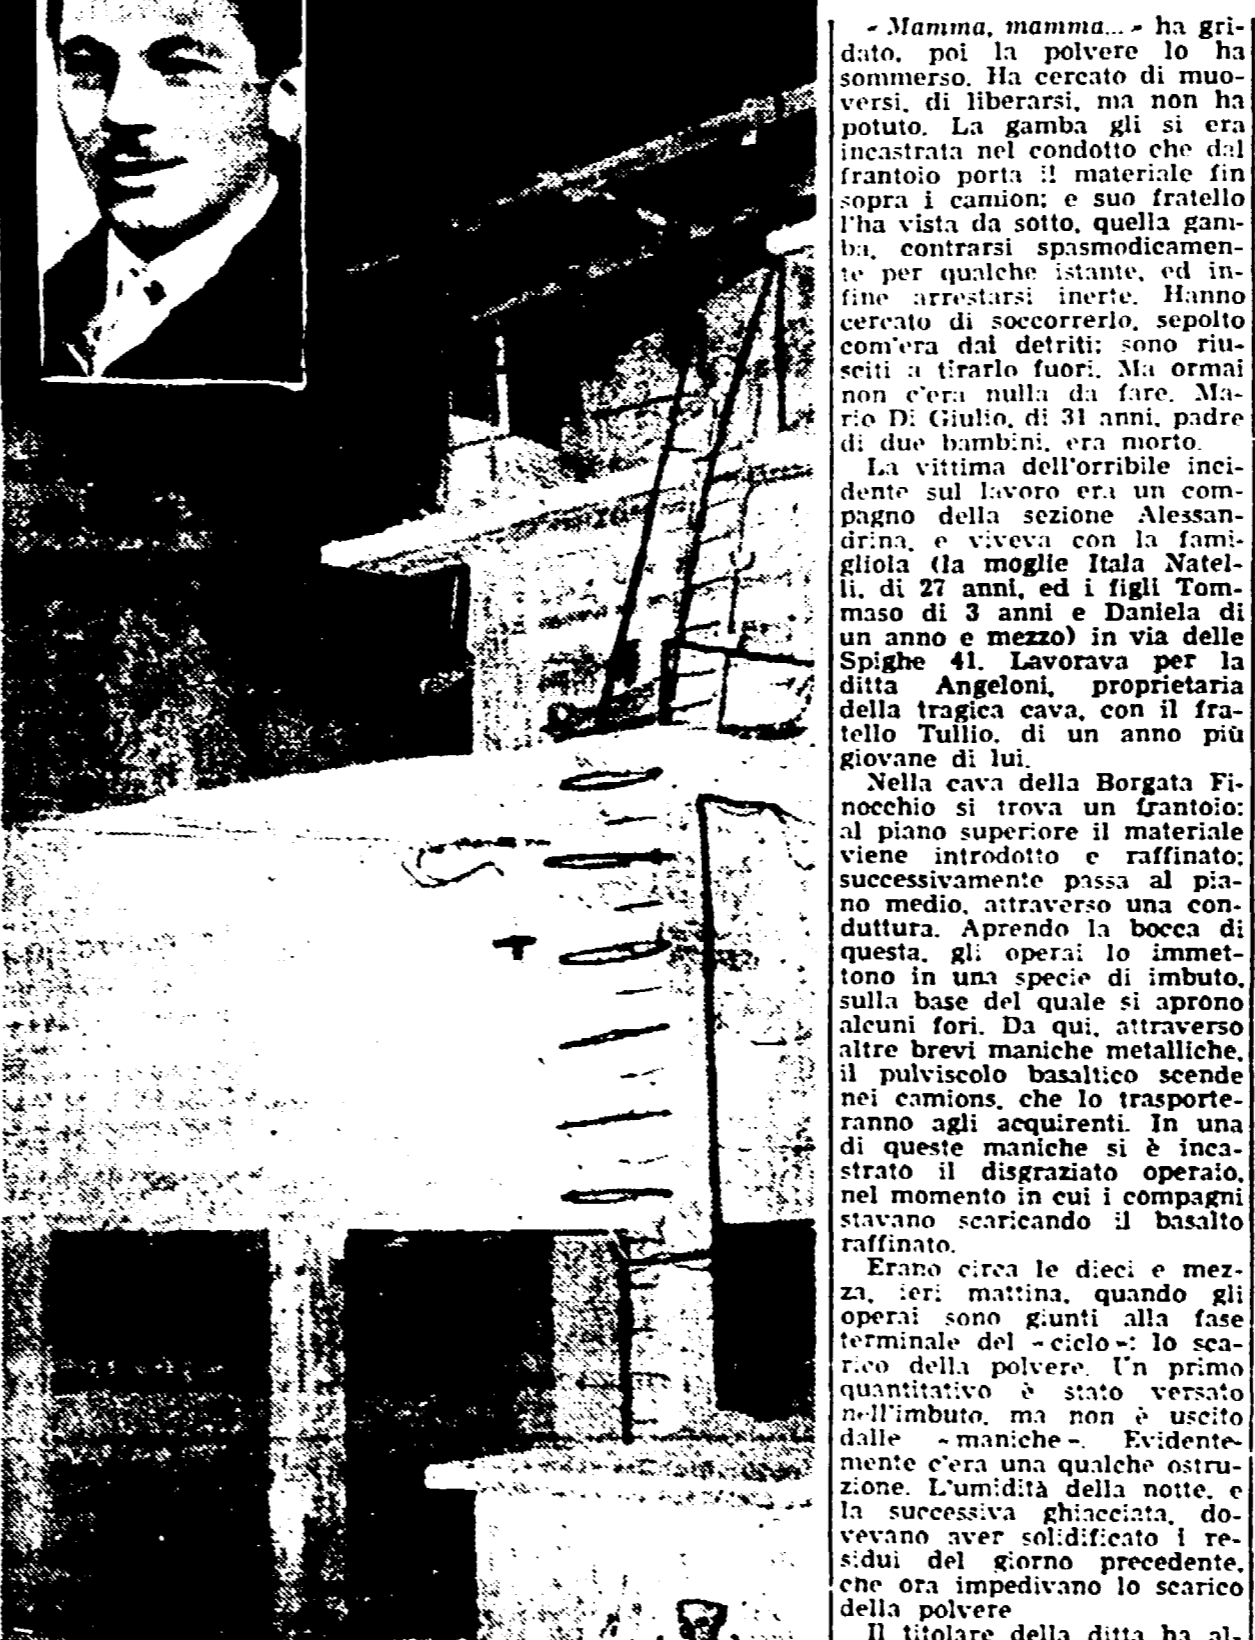 « Mamma, mamma... » ha gri-
dato, poi la polvere lo ha
sommerso. Ha cercato di muo-
versi, di liberarsi, ma non ha
potuto. La gamba gli si era
incastrata nel condotto che dal
frantoio porta il materiale fin
sopra i camion; e suo fratello
l'ha vista da sotto, quella gam-
ba, contrarsi spasmodicamen-
te per qualche istante, ed in-
fine arrestarsi inerte. Hanno
cercato di soccorrerlo, sepolto
com'era dai detriti; sono riu-
sciti a tirarlo fuori. Ma ormai
non c'era nulla da fare. Ma-
rio Di Giulio, di 31 anni, padre
di due bambini, era morto.
La vittima dell'orribile inci-
dente sul lavoro era un com-
pagno della sezione Alessan-
drina, e viveva con la fami-
gliola (la moglie Itala Natel-
li, di 27 anni, ed i figli Tom-
maso di 3 anni e Daniela di
un anno e mezzo) in via delle
Spighe 41. Lavorava per la
ditta Angeloni, proprietaria
della tragica cava, con il fra-
tello Tullio, di un anno più
giovane di lui.
Nella cava della Borgata Fi-
nocchio si trova un frantoio:
al piano superiore il materiale
viene introdotto e raffinato;
successivamente passa al pia-
no medio, attraverso una con-
duttura. Aprendo la bocca di
questa, gli operai lo immet-
tono in una specie di imbuto,
sulla base del quale si aprono
alcuni fori. Da qui, attraverso
altre brevi maniche metalliche,
il pulviscolo basaltico scende
nei camions, che lo trasporte-
ranno agli acquirenti. In una
di queste maniche si è inca-
strato il disgraziato operaio,
nel momento in cui i compagni
stavano scaricando il basalto
raffinato.
Erano circa le dieci e mez-
za, ieri mattina, quando gli
operai sono giunti alla fase
terminale del «ciclo»: lo sca-
rico della polvere. Un primo
quantitativo è stato versato
nell'imbuto, ma non è uscito
dalle «maniche». Evidente-
mente c'era una qualche ostru-
zione. L'umidità della notte, e
la successiva ghiacciata, do-
vevano aver solidificato i re-
sidui del giorno precedente,
che ora impedivano lo scarico
della polvere
Il titolare della ditta ha al-